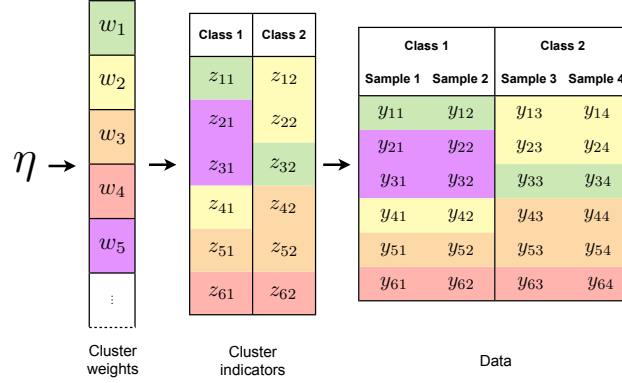 η
w₁
w₂
w₃
w₄
w₅
⋮
Cluster
weights
Class 1 Class 2
z₁₁ z₁₂
z₂₁ z₂₂
z₃₁ z₃₂
z₄₁ z₄₂
z₅₁ z₅₂
z₆₁ z₆₂
Cluster
indicators
Class 1 Class 2
Sample 1 Sample 2 Sample 3 Sample 4
y₁₁ y₁₂ y₁₃ y₁₄
y₂₁ y₂₂ y₂₃ y₂₄
y₃₁ y₃₂ y₃₃ y₃₄
y₄₁ y₄₂ y₄₃ y₄₄
y₅₁ y₅₂ y₅₃ y₅₄
y₆₁ y₆₂ y₆₃ y₆₄
Data